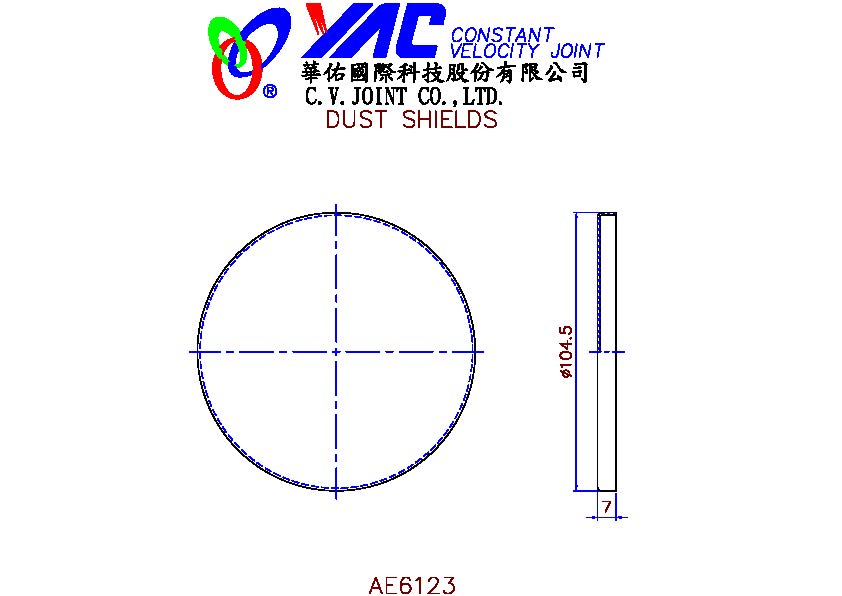 YAC CONSTANT
VELOCITY JOINT
®
華佑國際科技股份有限公司
C.V.JOINT CO.,LTD.
DUST SHIELDS
ø104.5
7
AE6123